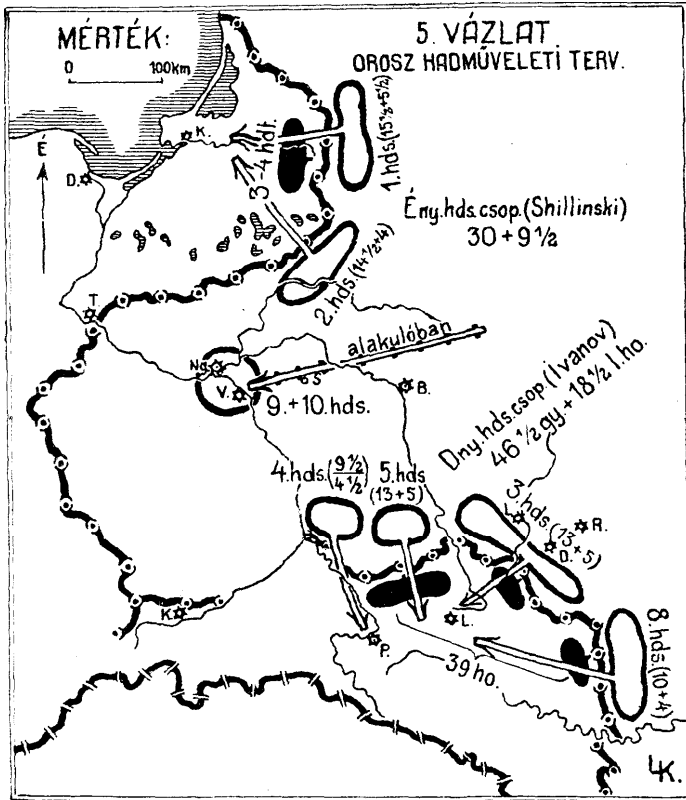 MÉRTÉK:
0 100km
5. VÁZLAT
OROSZ HADMŰVELETI TERV.
É
K.
D.
3-4 hdt.
1.hds.(15½+5½)
Ény.hds.csop.(Shillinski)
30 + 9½
2.hds.(14½+4)
T.
alakulóban
V.
9.+10.hds.
B.
Dny.hds.csop.(Ivanov)
46½gy.+18½l.ho.
4.hds.(9½/4½)
5.hds
(13+5)
3.hds.(13+5)
L.
R.
D.
K.
L.
P.
39 ho.
8.hds.(10+4)
LK.